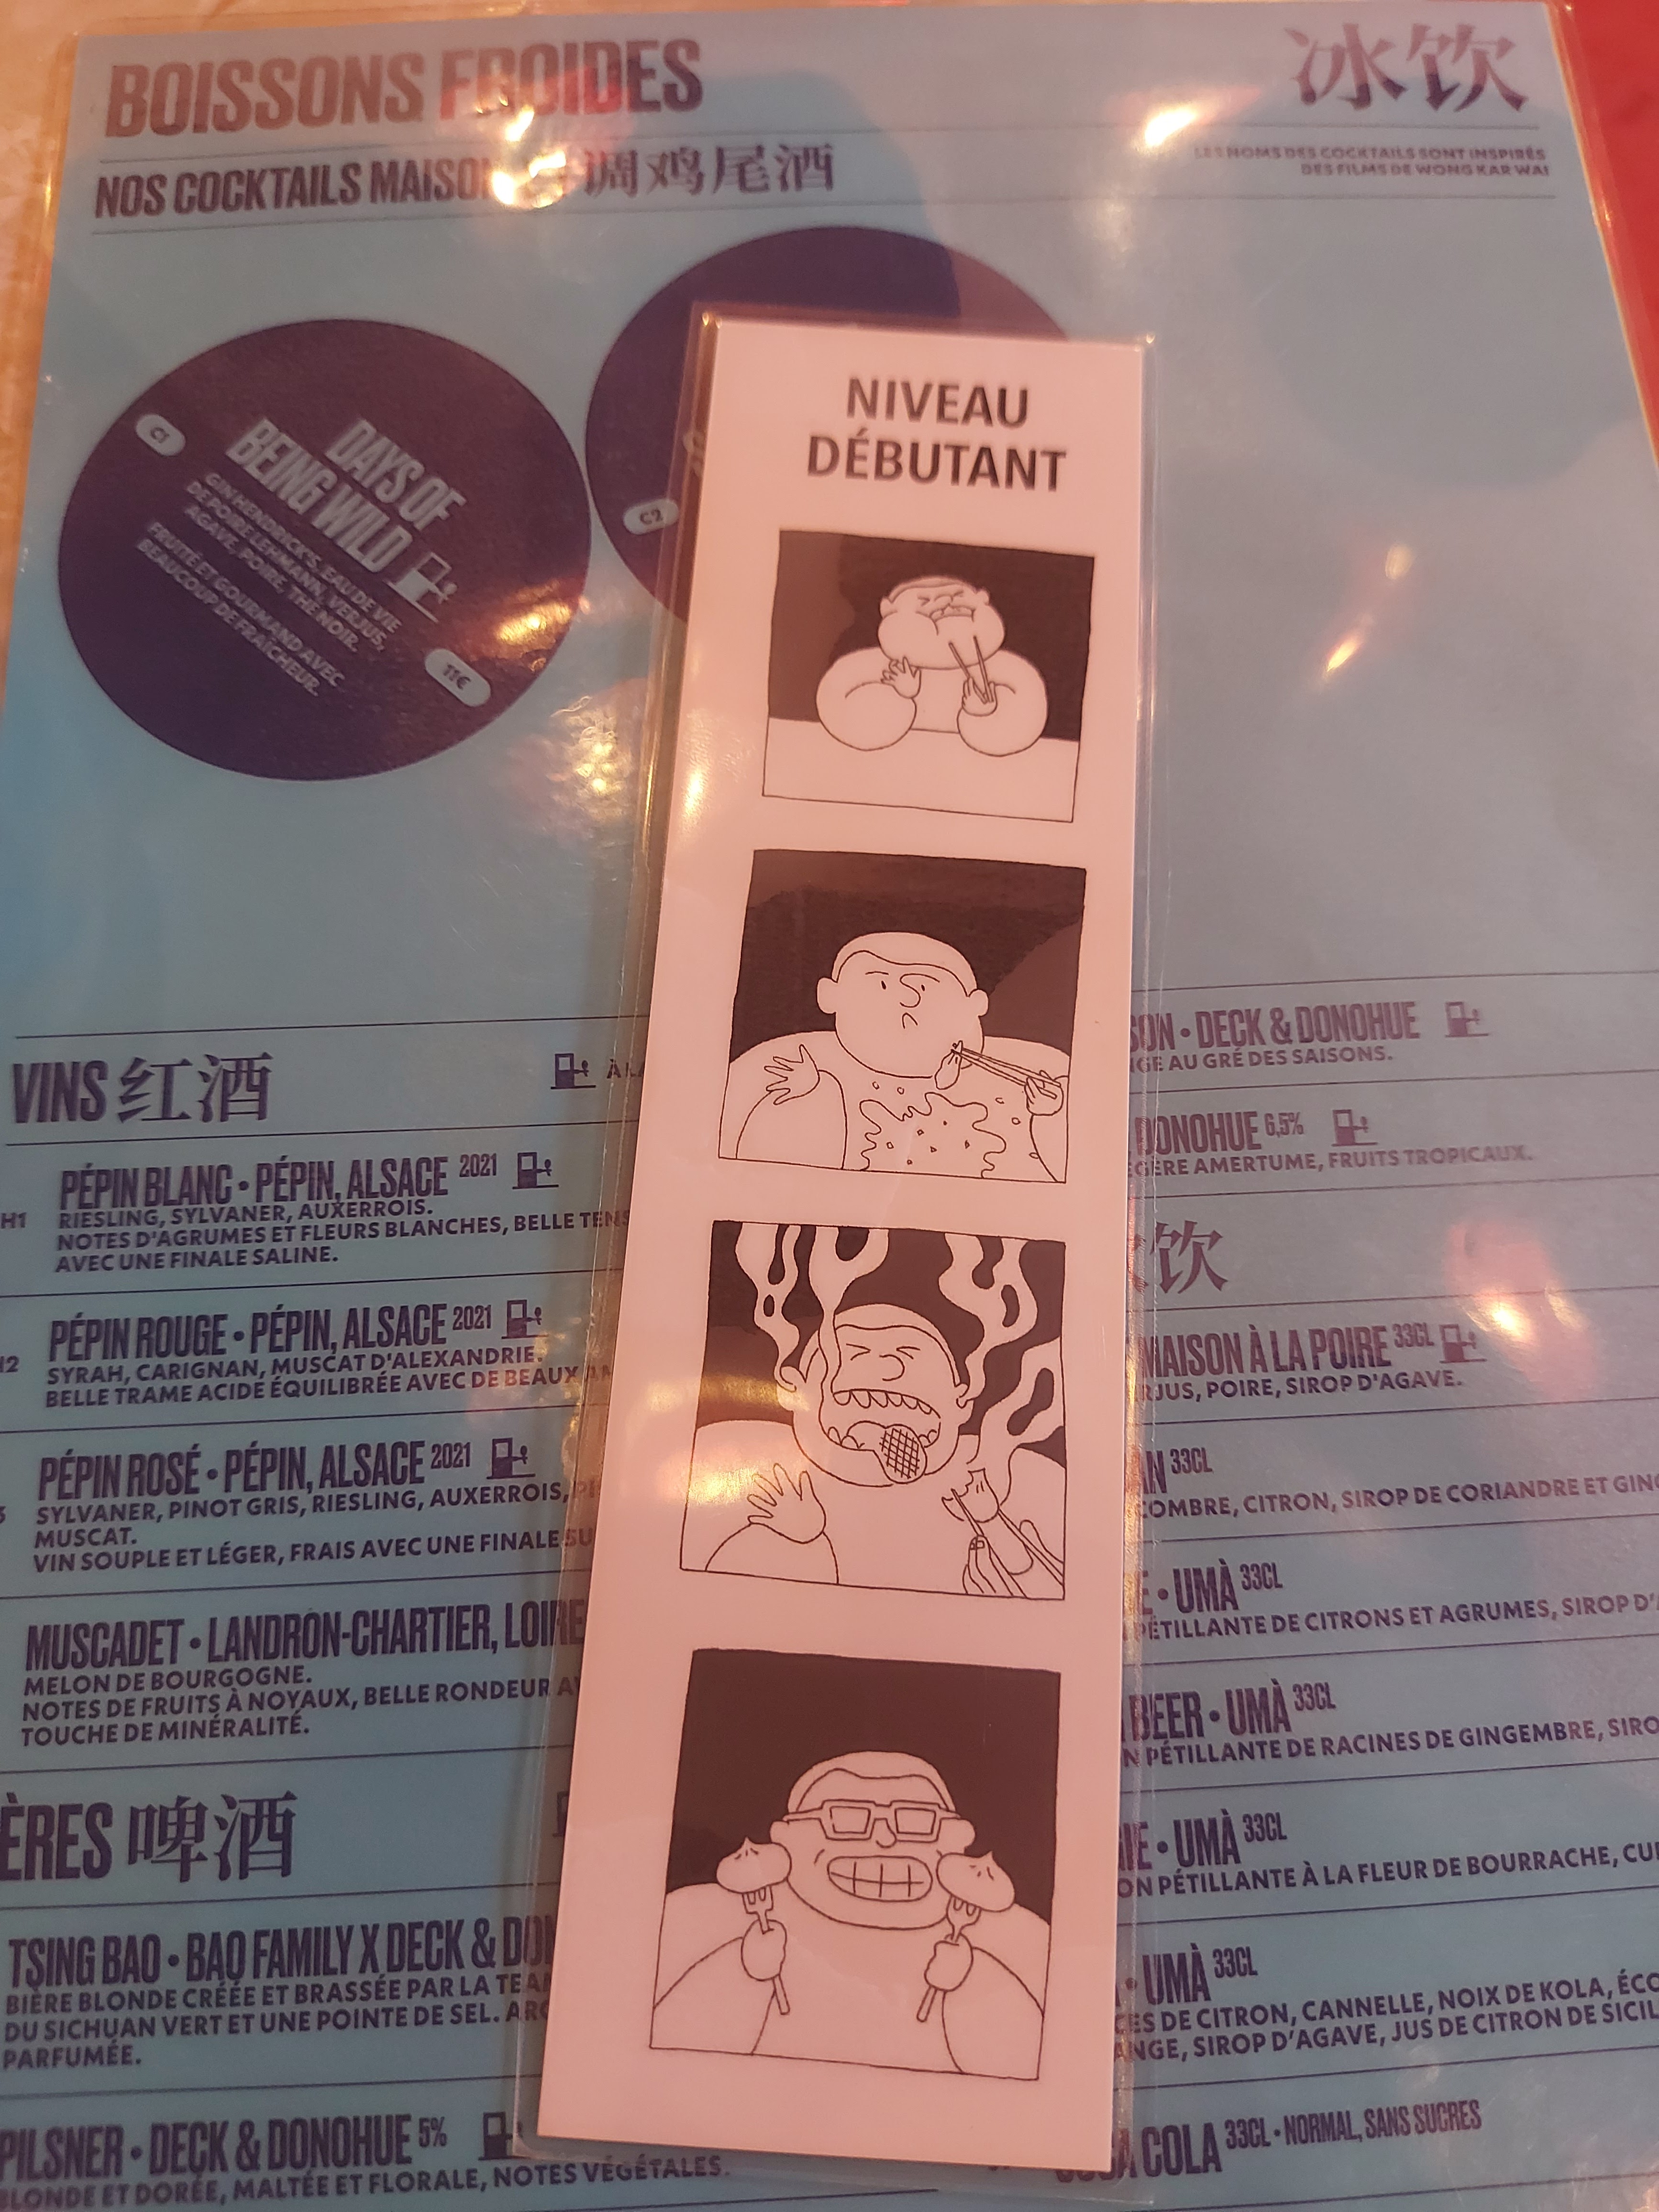 BOISSONS FROIDES
冰饮
NOS COCKTAILS MAISON 调鸡尾酒
LES NOMS DES COCKTAILS SONT INSPIRÉS
DES FILMS DE WONG KAR WAI
C1
DAYS OF
BEING WILD
GIN HENDRICK'S, EAU DE VIE
DE POIRE LEHMANN, VERJUS,
AGAVE, POIRE, THÉ NOIR.
FRUITÉ ET GOURMAND AVEC
BEAUCOUP DE FRAÎCHEUR.
11€
C2
NIVEAU
DÉBUTANT
VINS 红酒
À LA
H1
PÉPIN BLANC • PÉPIN, ALSACE 2021
RIESLING, SYLVANER, AUXERROIS.
NOTES D'AGRUMES ET FLEURS BLANCHES, BELLE
AVEC UNE FINALE SALINE.
PÉPIN ROUGE • PÉPIN, ALSACE 2021
SYRAH, CARIGNAN, MUSCAT D'ALEXANDRIE.
BELLE TRAME ACIDE ÉQUILIBRÉE AVEC DE BEAUX
PÉPIN ROSÉ • PÉPIN, ALSACE 2021
SYLVANER, PINOT GRIS, RIESLING, AUXERROIS,
MUSCAT.
VIN SOUPLE ET LÉGER, FRAIS AVEC UNE FINALE
MUSCADET • LANDRON-CHARTIER, LOIRE
MELON DE BOURGOGNE.
NOTES DE FRUITS À NOYAUX, BELLE RONDEUR
TOUCHE DE MINÉRALITÉ.
ÈRES 啤酒
TSING BAO • BAO FAMILY X DECK & DO
BIÈRE BLONDE CRÉÉE ET BRASSÉE PAR LA TEA
DU SICHUAN VERT ET UNE POINTE DE SEL.
PARFUMÉE.
PILSNER • DECK & DONOHUE 5%
BLONDE ET DORÉE, MALTÉE ET FLORALE, NOTES VÉGÉTALES.
SON • DECK & DONOHUE
GE AU GRÉ DES SAISONS.
DONOHUE 6,5%
GÈRE AMERTUME, FRUITS TROPICAUX.
饮
MAISON À LA POIRE 33CL
RJUS, POIRE, SIROP D'AGAVE.
AN 33CL
COMBRE, CITRON, SIROP DE CORIANDRE ET GING
E • UMÀ 33CL
PÉTILLANTE DE CITRONS ET AGRUMES, SIROP D'
BEER • UMÀ 33CL
N PÉTILLANTE DE RACINES DE GINGEMBRE, SIRO
IE • UMÀ 33CL
ON PÉTILLANTE À LA FLEUR DE BOURRACHE, CU
• UMÀ 33CL
CES DE CITRON, CANNELLE, NOIX DE KOLA, ÉCO
ANGE, SIROP D'AGAVE, JUS DE CITRON DE SICIL
COLA 33CL • NORMAL, SANS SUCRES